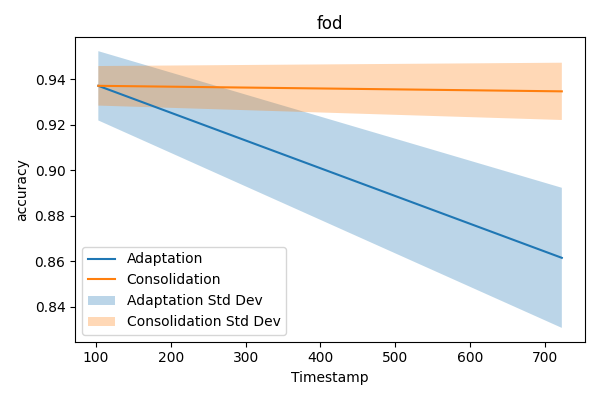 fod
accuracy
0.94
0.92
0.90
0.88
0.86
0.84
Adaptation
Consolidation
Adaptation Std Dev
Consolidation Std Dev
100 200 300 400 500 600 700
Timestamp